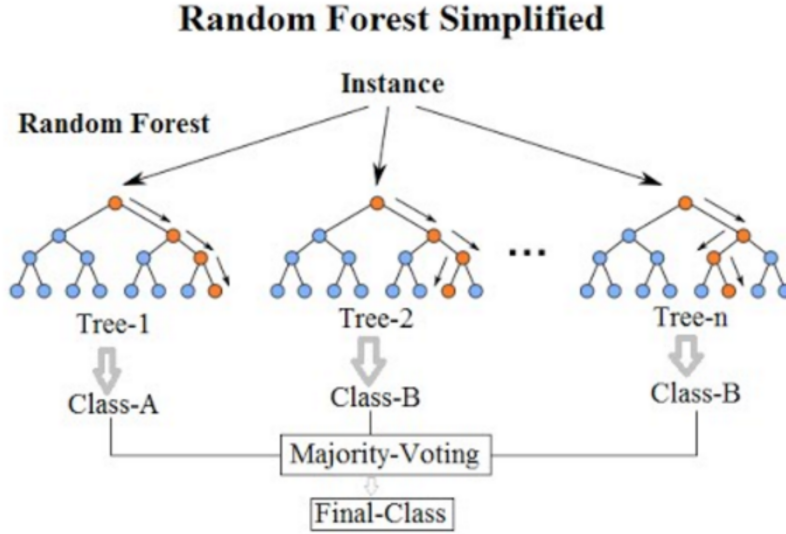 Random Forest Simplified
Instance
Random Forest
...
Tree-1
Tree-2
Tree-n
Class-A
Class-B
Class-B
Majority-Voting
Final-Class